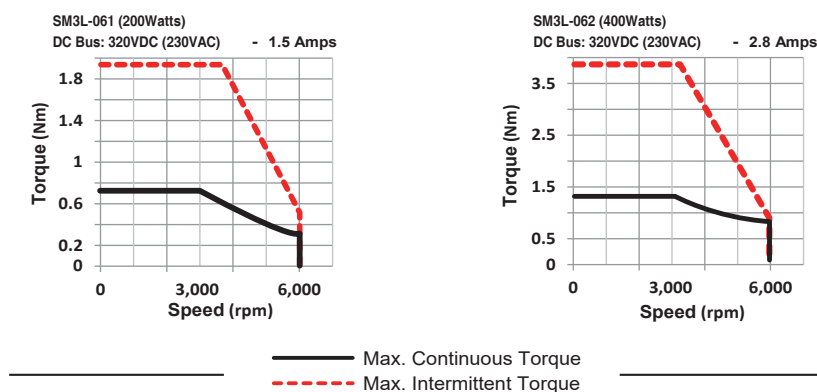 SM3L-061 (200Watts)
DC Bus: 320VDC (230VAC) - 1.5 Amps
1.8
1.4
1
0.6
0.2
0
Torque (Nm)
0 3,000 6,000
Speed (rpm)
SM3L-062 (400Watts)
DC Bus: 320VDC (230VAC) - 2.8 Amps
3.5
2.5
1.5
0.5
0
Torque (Nm)
0 3,000 6,000
Speed (rpm)
Max. Continuous Torque
Max. Intermittent Torque